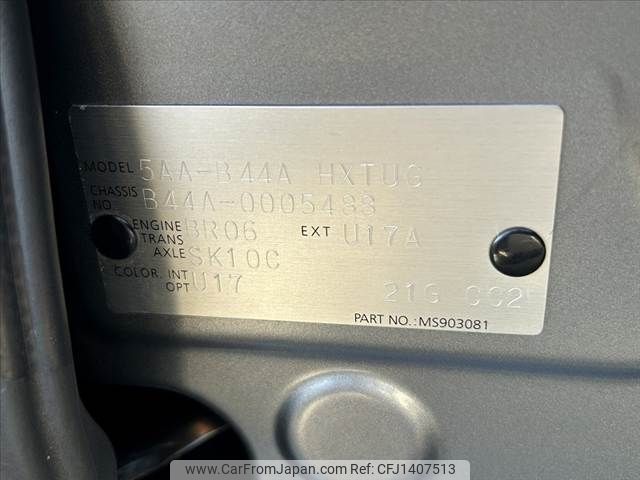 MODEL 5AA-B44A HXTUG
CHASSIS NO. B44A-0005488
ENGINE BR06 EXT U17A
TRANS AXLE SK10C
COLOR. INT OPT U17 21G CC2
PART NO.:MS903081
www.CarFromJapan.com | Ref No. CFJ1407513